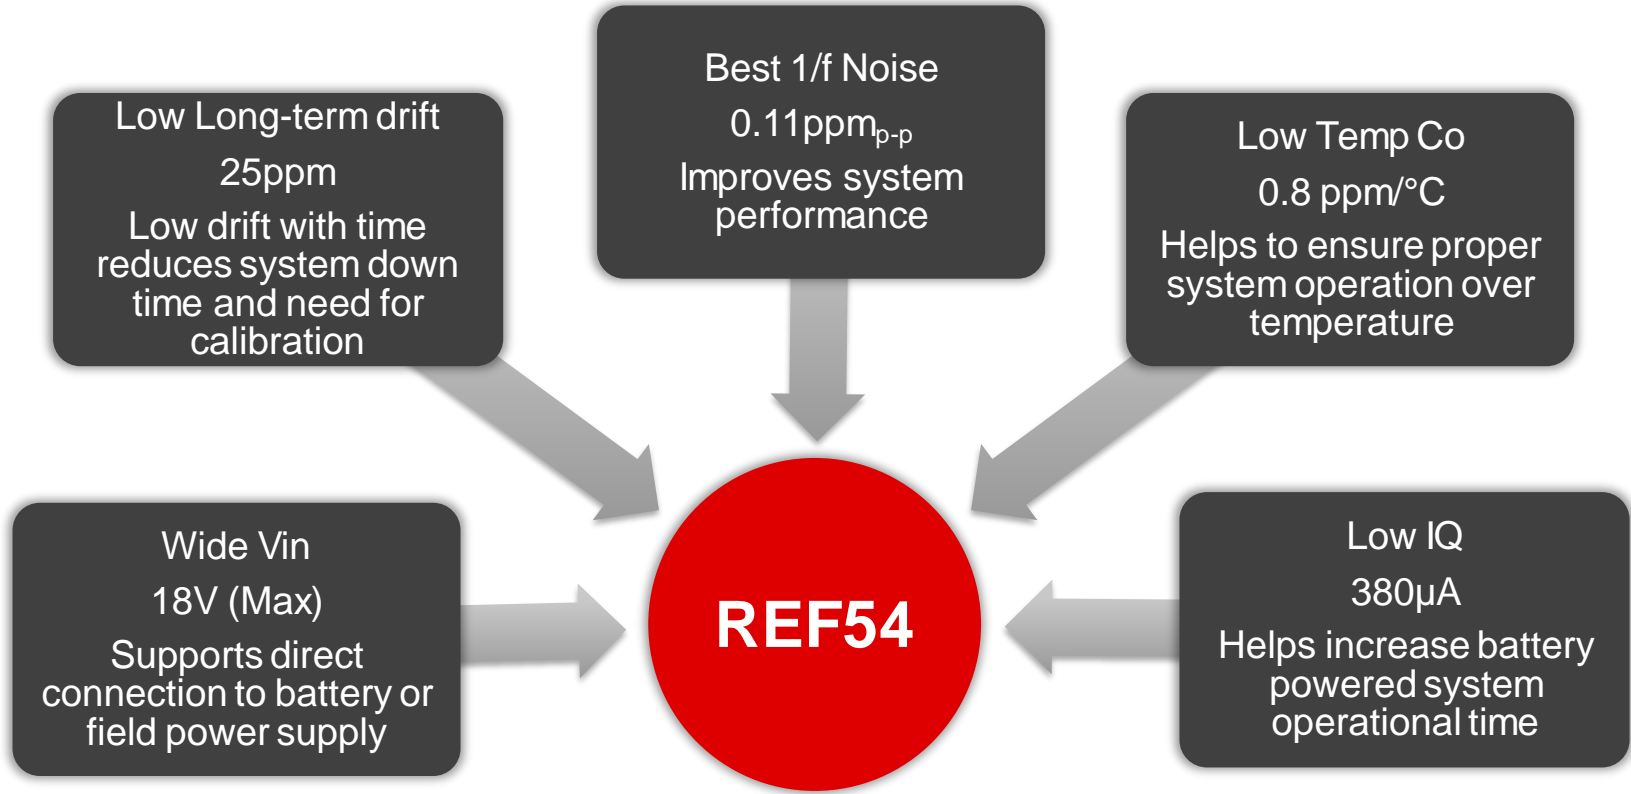 Low Long-term drift
25ppm
Low drift with time
reduces system down
time and need for
calibration
Best 1/f Noise
0.11ppmp-p
Improves system
performance
Low Temp Co
0.8 ppm/°C
Helps to ensure proper
system operation over
temperature
Wide Vin
18V (Max)
Supports direct
connection to battery or
field power supply
REF54
Low IQ
380µA
Helps increase battery
powered system
operational time